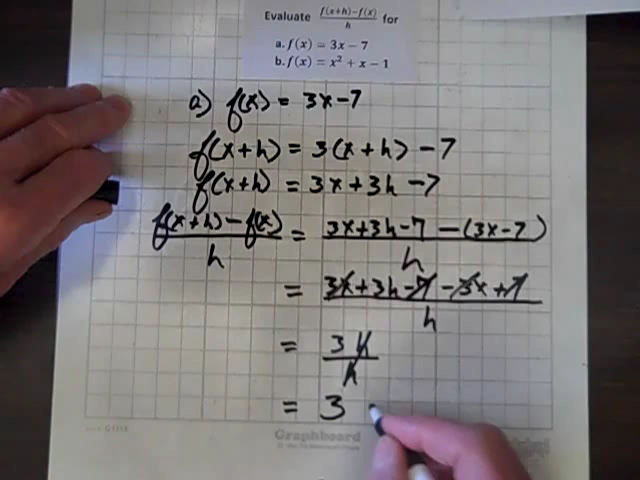 Evaluate f(x+h)−f(x)/h for
a. f(x) = 3x − 7
b. f(x) = x² + x − 1
a) f(x) = 3x − 7
f(x + h) = 3(x + h) − 7
f(x + h) = 3x + 3h − 7
f(x + h) − f(x)/h = 3x + 3h − 7 − (3x − 7)/h
= 3x + 3h − 7 − 3x + 7/h
= 3h/h
= 3
Graphboard